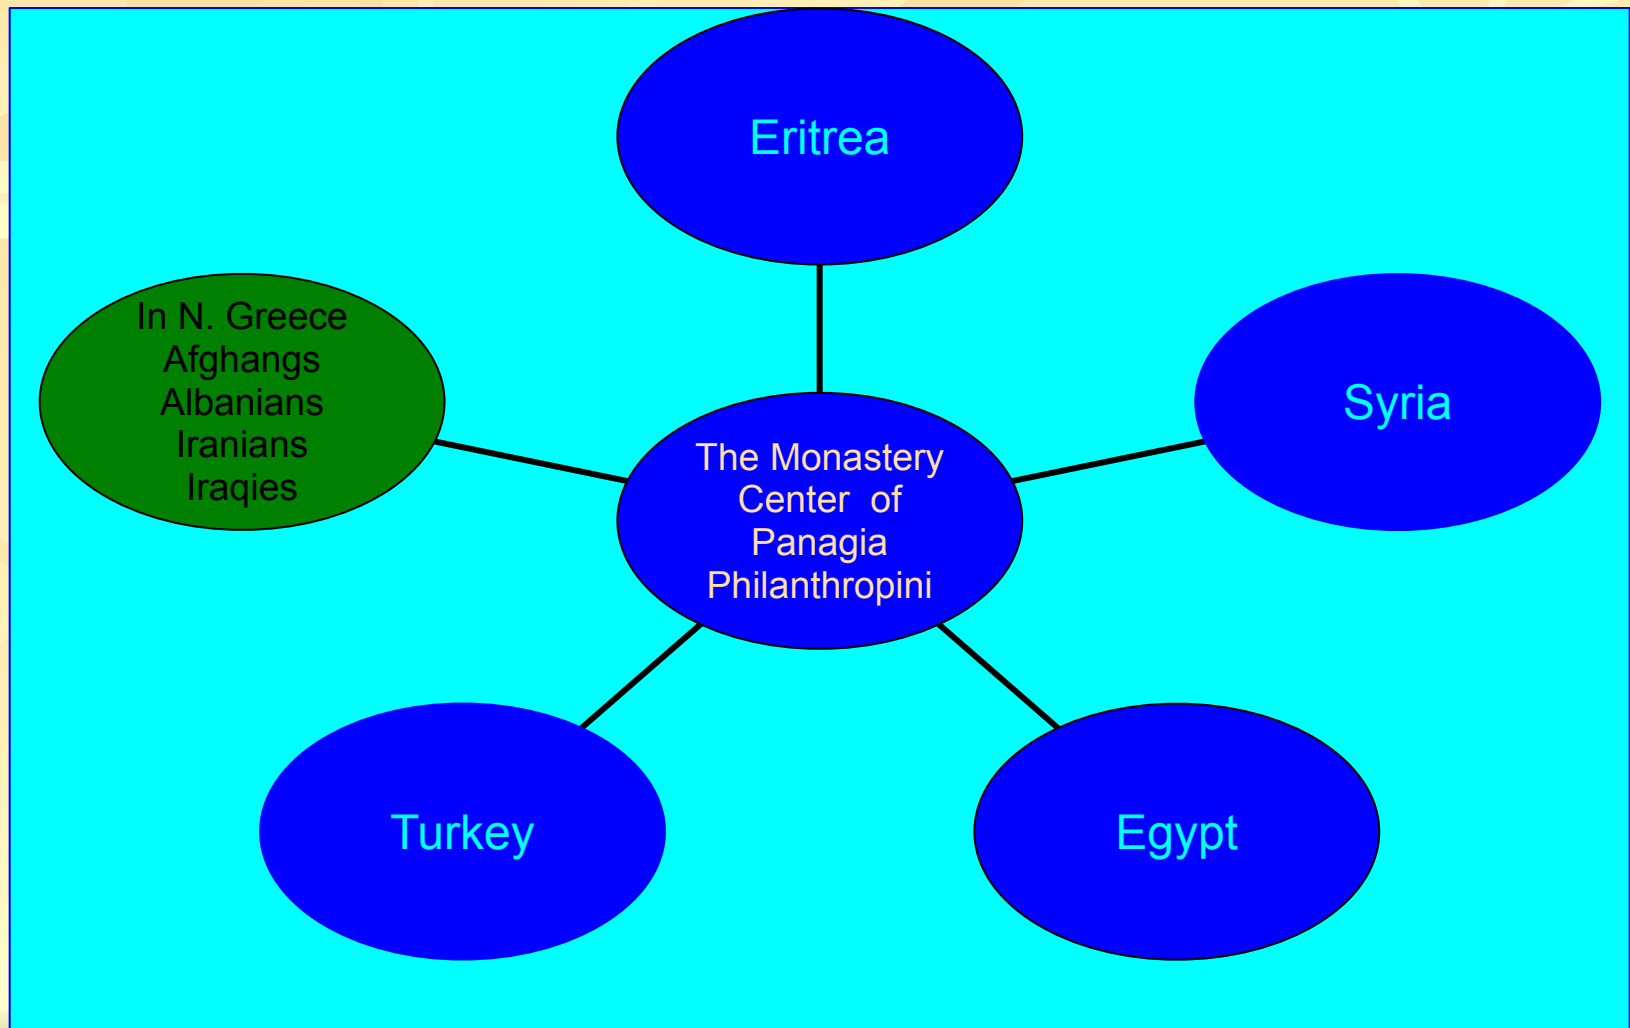 Eritrea
In N. Greece
Afghangs
Albanians
Iranians
Iraqies
Syria
The Monastery
Center of
Panagia
Philanthropini
Turkey
Egypt